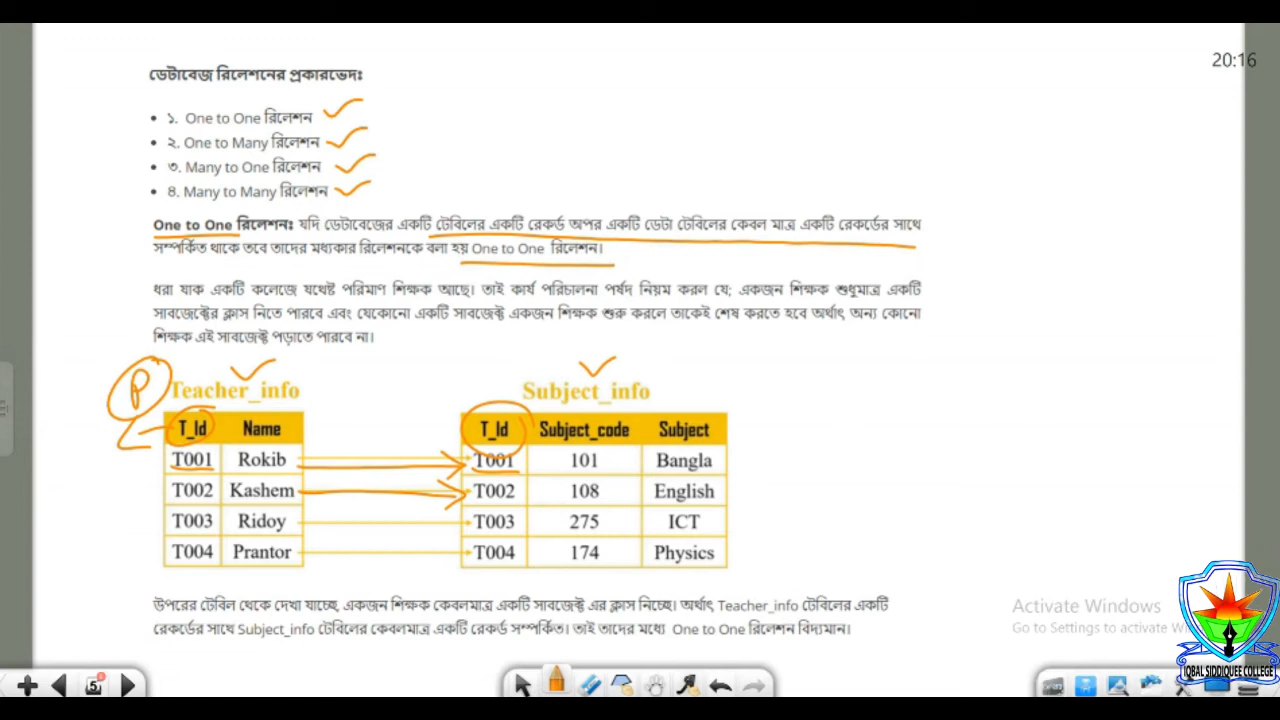 20:16
ডেটাবেজ রিলেশনের প্রকারভেদঃ
১. One to One রিলেশন
২. One to Many রিলেশন
৩. Many to One রিলেশন
৪. Many to Many রিলেশন
One to One রিলেশনঃ যদি ডেটাবেজের একটি টেবিলের একটি রেকর্ড অপর একটি ডেটা টেবিলের কেবল মাত্র একটি রেকর্ডের সাথে
সম্পর্কিত থাকে তবে তাদের মধ্যকার রিলেশনকে বলা হয় One to One রিলেশন।
ধরা যাক একটি কলেজে যথেষ্ট পরিমাণ শিক্ষক আছে। তাই কার্য পরিচালনা পর্ষদ নিয়ম করল যে; একজন শিক্ষক শুধুমাত্র একটি
সাবজেক্টের ক্লাস নিতে পারবে এবং যেকোনো একটি সাবজেক্ট একজন শিক্ষক শুরু করলে তাকেই শেষ করতে হবে অর্থাৎ অন্য কোনো
শিক্ষক এই সাবজেক্ট পড়াতে পারবে না।
P
Teacher_info Subject_info
T_Id Name T_Id Subject_code Subject
T001 Rokib T001 101 Bangla
T002 Kashem T002 108 English
T003 Ridoy T003 275 ICT
T004 Prantor T004 174 Physics
উপরের টেবিল থেকে দেখা যাচ্ছে, একজন শিক্ষক কেবলমাত্র একটি সাবজেক্ট এর ক্লাস নিচ্ছে। অর্থাৎ Teacher_info টেবিলের একটি
রেকর্ডের সাথে Subject_info টেবিলের কেবলমাত্র একটি রেকর্ড সম্পর্কিত। তাই তাদের মধ্যে One to One রিলেশন বিদ্যমান।
Activate Windows
Go to Settings to activate
IQBAL SIDDIQUEE COLLEGE
5